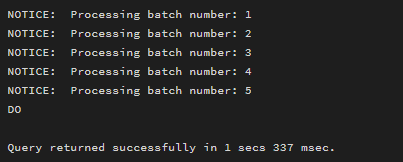 NOTICE:  Processing batch number: 1
NOTICE:  Processing batch number: 2
NOTICE:  Processing batch number: 3
NOTICE:  Processing batch number: 4
NOTICE:  Processing batch number: 5
DO
Query returned successfully in 1 secs 337 msec.